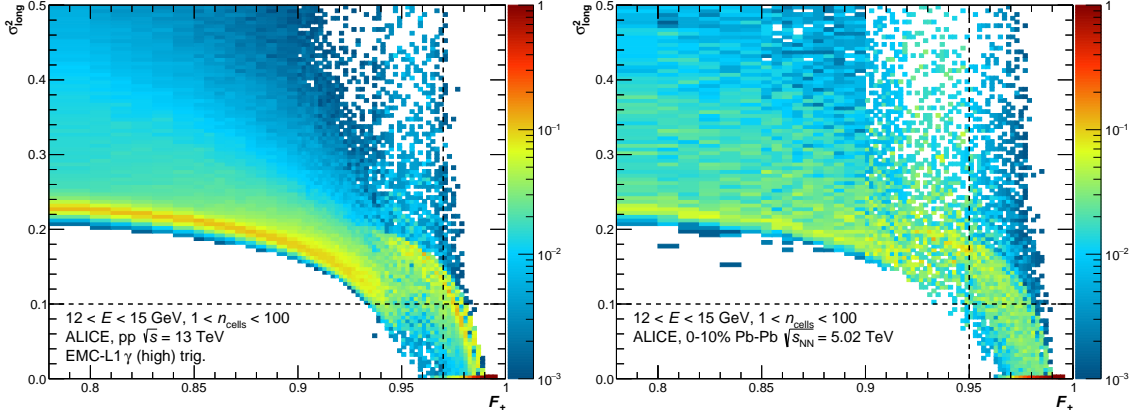 σ²long
0.5
0.4
0.3
0.2
0.1
0.0
12 < E < 15 GeV, 1 < ncells < 100
ALICE, pp √s = 13 TeV
EMC-L1 γ (high) trig.
0.8 0.85 0.9 0.95 1
F+
1
10⁻¹
10⁻²
10⁻³
σ²long
0.5
0.4
0.3
0.2
0.1
0.0
12 < E < 15 GeV, 1 < ncells < 100
ALICE, 0-10% Pb-Pb √sNN = 5.02 TeV
0.8 0.85 0.9 0.95 1
F+
1
10⁻¹
10⁻²
10⁻³